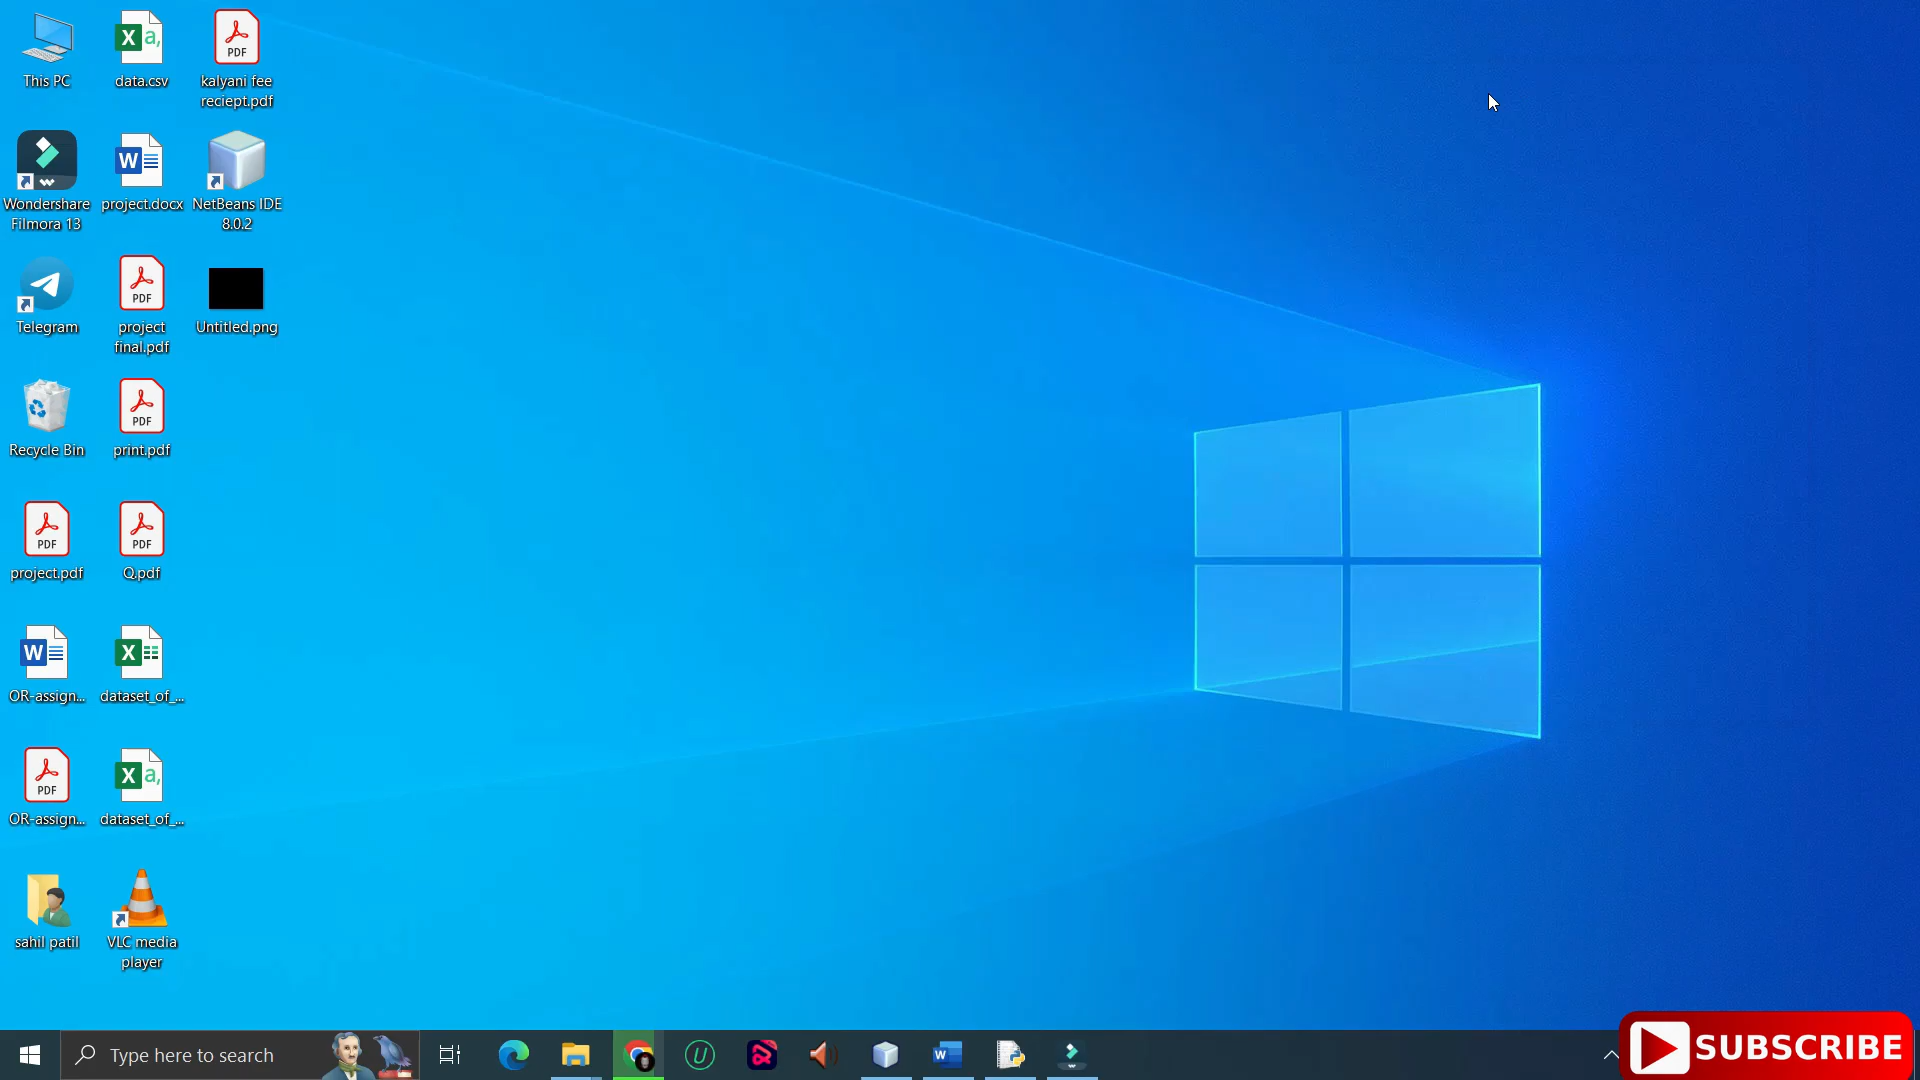 This PC
data.csv
kalyani fee
reciept.pdf
Wondershare
Filmora 13
project.docx
NetBeans IDE
8.0.2
Telegram
project
final.pdf
Untitled.png
Recycle Bin
print.pdf
project.pdf
Q.pdf
OR-assign...
dataset_of_...
OR-assign...
dataset_of_...
sahil patil
VLC media
player
Type here to search
SUBSCRIBE